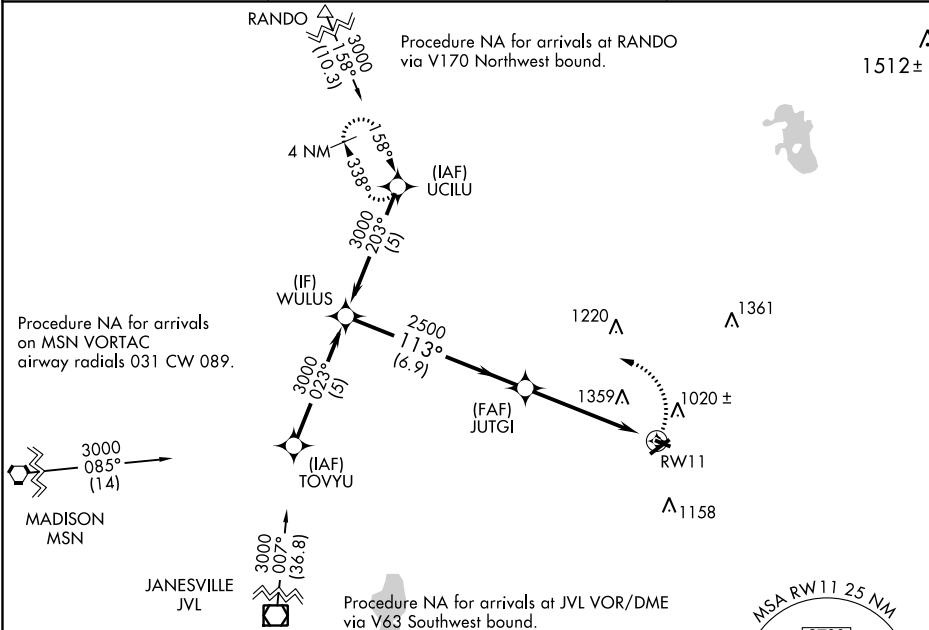 RANDO
3000
158°
(10.3)
Procedure NA for arrivals at RANDO
via V170 Northwest bound.
1512±
4 NM
158°
338°
(IAF)
UCILU
3000
203°
(5)
(IF)
WULUS
Procedure NA for arrivals
on MSN VORTAC
airway radials 031 CW 089.
2500
113°
(6.9)
1220
1361
3000
023°
(5)
(FAF)
JUTGI
1359
1020 ±
RW11
(IAF)
TOVYU
3000
085°
(14)
MADISON
MSN
1158
3000
007°
(36.8)
JANESVILLE
JVL
Procedure NA for arrivals at JVL VOR/DME
via V63 Southwest bound.
MSA RW11 25 NM